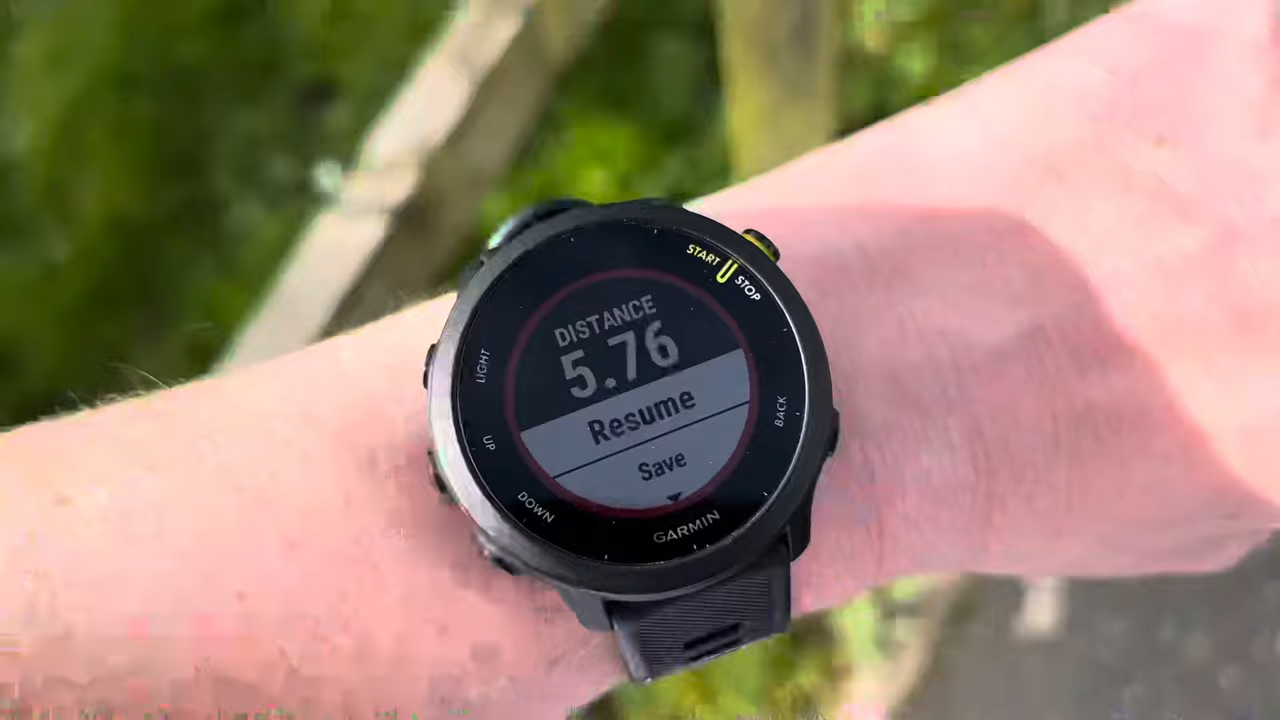 START
STOP
DISTANCE
5.76
LIGHT
Resume
BACK
UP
Save
DOWN
GARMIN